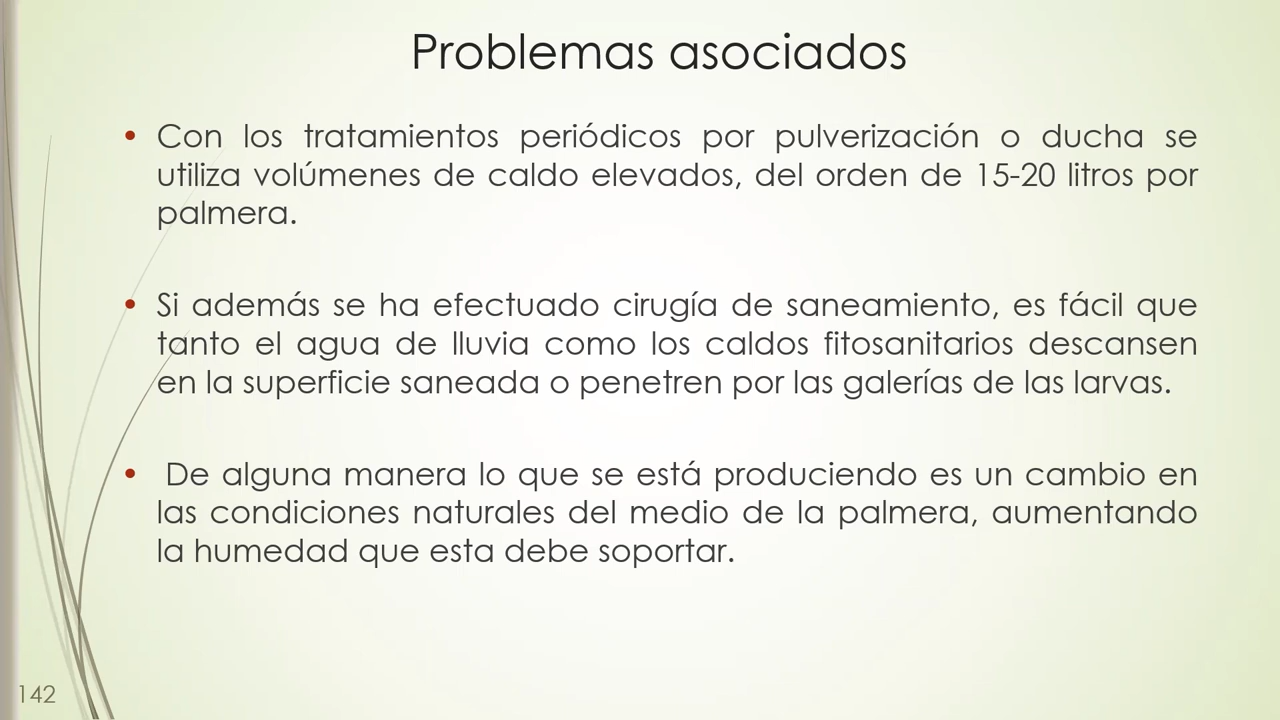 Problemas asociados
• Con los tratamientos periódicos por pulverización o ducha se
utiliza volúmenes de caldo elevados, del orden de 15-20 litros por
palmera.
• Si además se ha efectuado cirugía de saneamiento, es fácil que
tanto el agua de lluvia como los caldos fitosanitarios descansen
en la superficie saneada o penetren por las galerías de las larvas.
• De alguna manera lo que se está produciendo es un cambio en
las condiciones naturales del medio de la palmera, aumentando
la humedad que esta debe soportar.
142